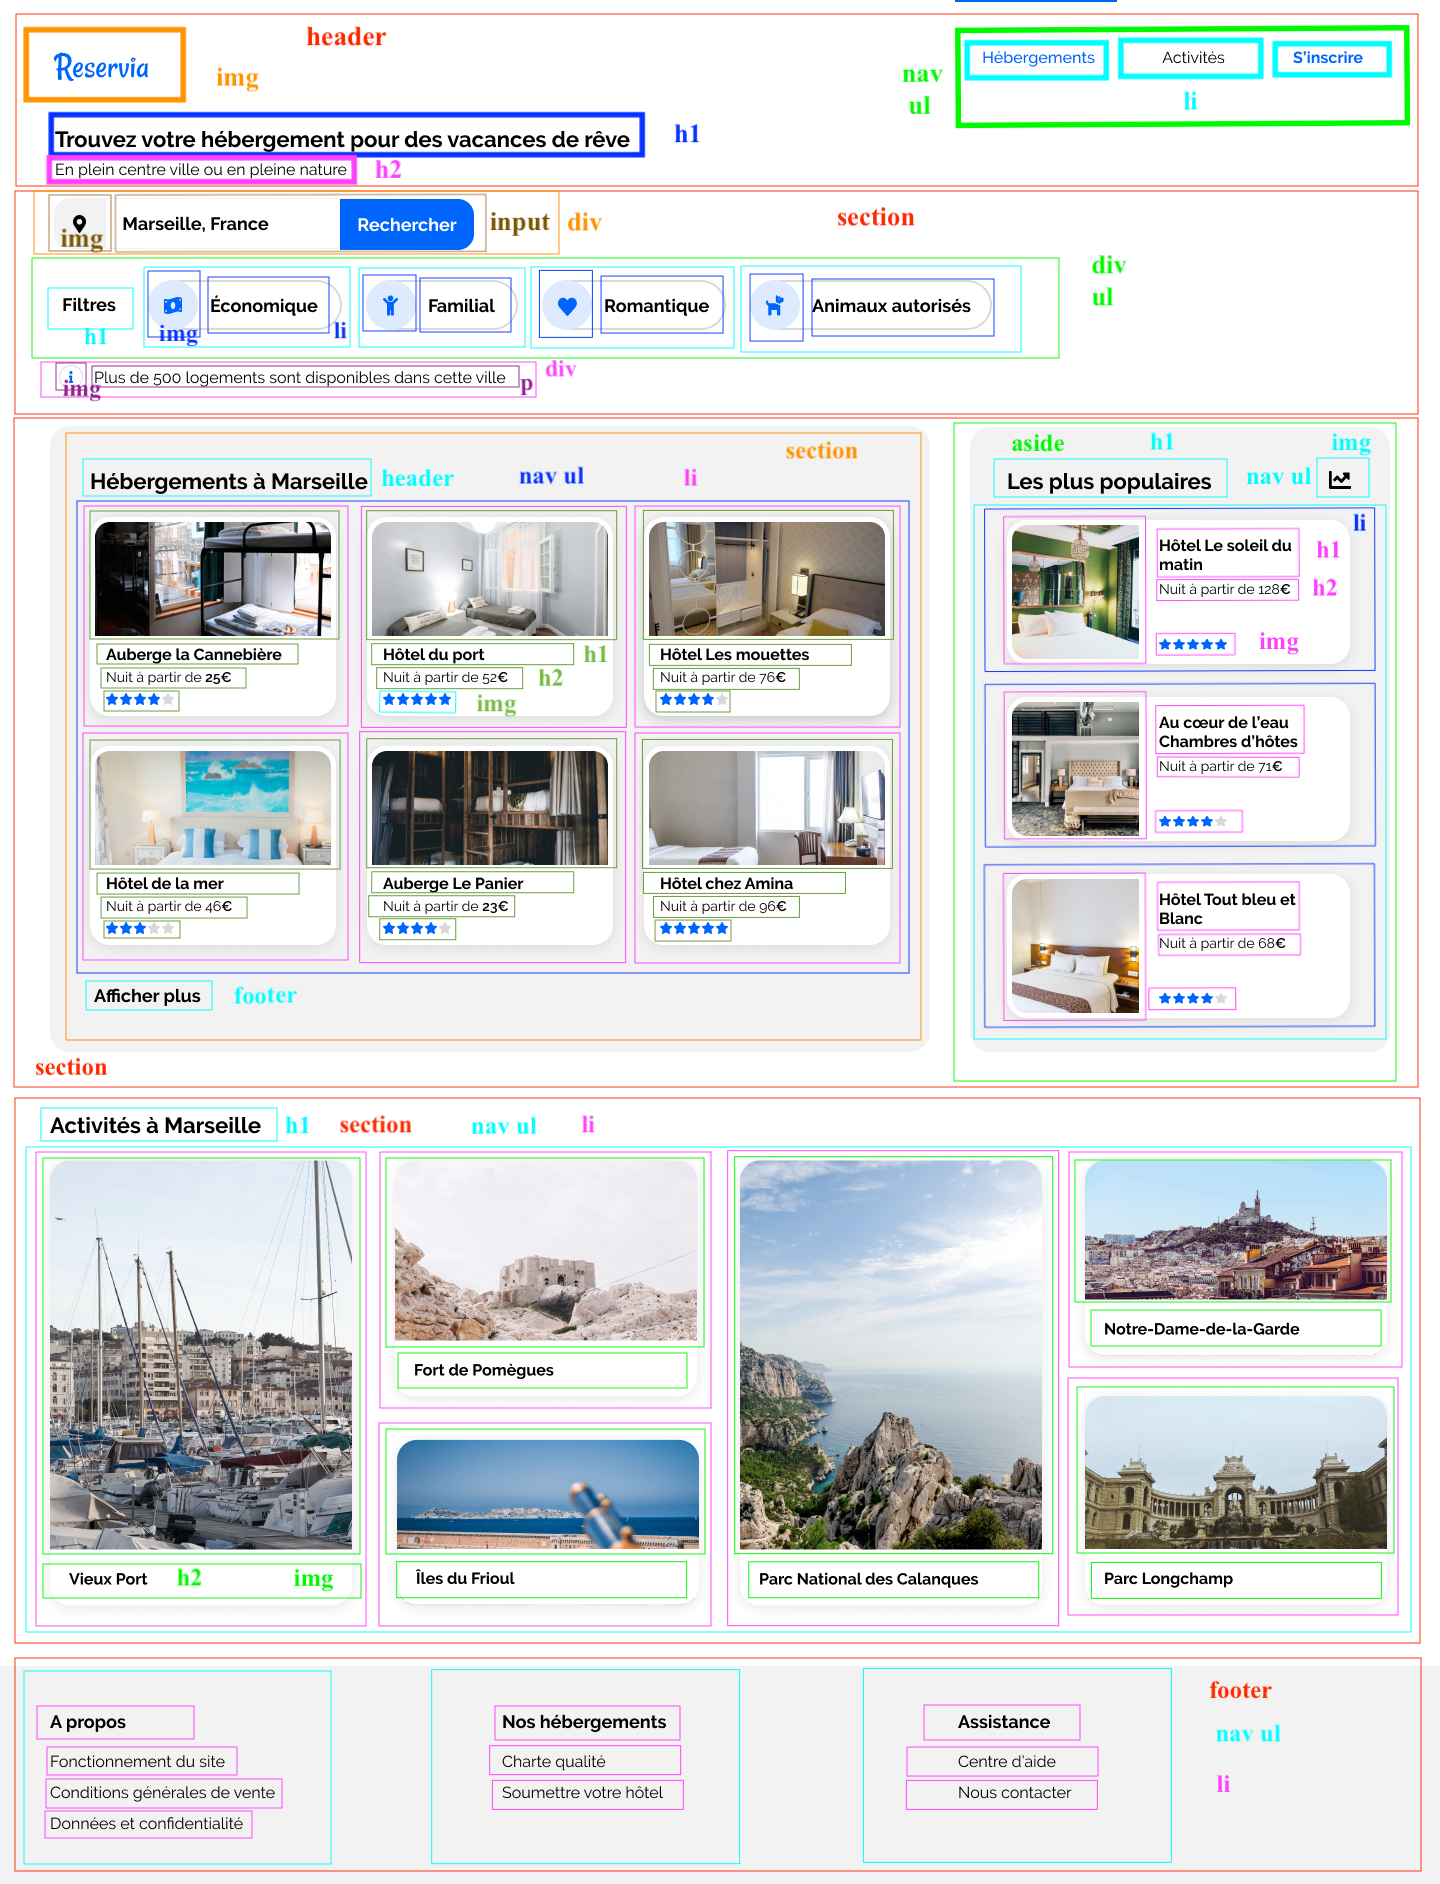 header
Reservia
img
nav
ul
Hébergements
Activités
S'inscrire
li
Trouvez votre hébergement pour des vacances de rêve
h1
En plein centre ville ou en pleine nature
h2
img
Marseille, France
Rechercher
input
div
section
div
ul
Filtres
h1
Économique
img
li
Familial
Romantique
Animaux autorisés
img
Plus de 500 logements sont disponibles dans cette ville
p
div
section
Hébergements à Marseille
header
nav ul
li
Auberge la Cannebière
Nuit à partir de 25€
Hôtel du port
h1
Nuit à partir de 52€
h2
img
Hôtel Les mouettes
Nuit à partir de 76€
Hôtel de la mer
Nuit à partir de 46€
Auberge Le Panier
Nuit à partir de 23€
Hôtel chez Amina
Nuit à partir de 96€
Afficher plus
footer
section
aside
h1
img
Les plus populaires
nav ul
li
Hôtel Le soleil du
matin
h1
Nuit à partir de 128€
h2
img
Au cœur de l'eau
Chambres d'hôtes
Nuit à partir de 71€
Hôtel Tout bleu et
Blanc
Nuit à partir de 68€
Activités à Marseille
h1
section
nav ul
li
Vieux Port
h2
img
Fort de Pomègues
Îles du Frioul
Parc National des Calanques
Notre-Dame-de-la-Garde
Parc Longchamp
footer
nav ul
li
A propos
Fonctionnement du site
Conditions générales de vente
Données et confidentialité
Nos hébergements
Charte qualité
Soumettre votre hôtel
Assistance
Centre d'aide
Nous contacter